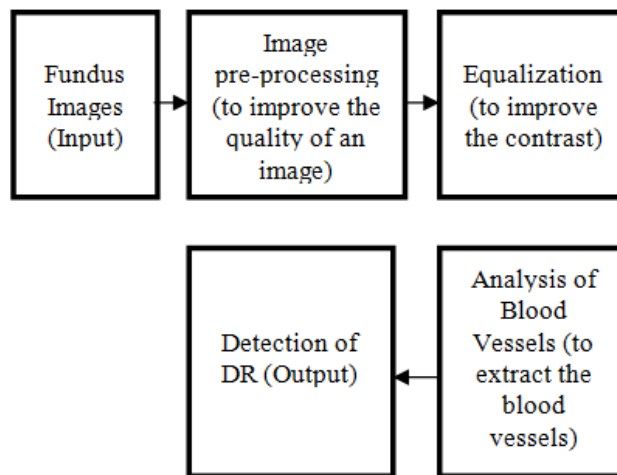 Fundus
Images
(Input)
Image
pre-processing
(to improve the
quality of an
image)
Equalization
(to improve
the contrast)
Analysis of
Blood
Vessels (to
extract the
blood
vessels)
Detection of
DR (Output)